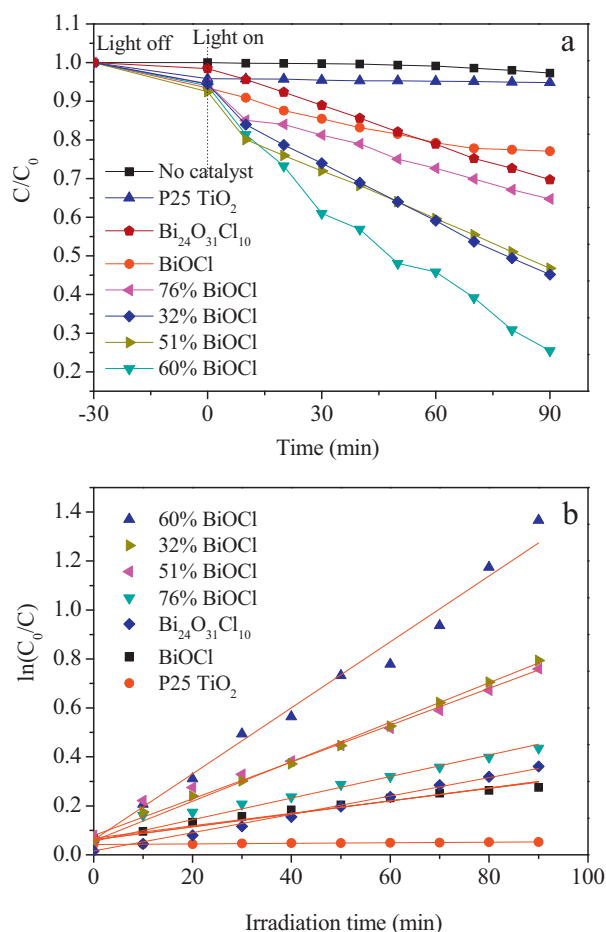 a
Light off
Light on
1.0
0.9
0.8
0.7
0.6
0.5
0.4
0.3
0.2
C/C₀
No catalyst
P25 TiO₂
Bi₂₄O₃₁Cl₁₀
BiOCl
76% BiOCl
32% BiOCl
51% BiOCl
60% BiOCl
-30 0 30 60 90
Time (min)
b
1.4
1.2
1.0
0.8
0.6
0.4
0.2
0.0
ln(C₀/C)
60% BiOCl
32% BiOCl
51% BiOCl
76% BiOCl
Bi₂₄O₃₁Cl₁₀
BiOCl
P25 TiO₂
0 20 40 60 80 100
Irradiation time (min)